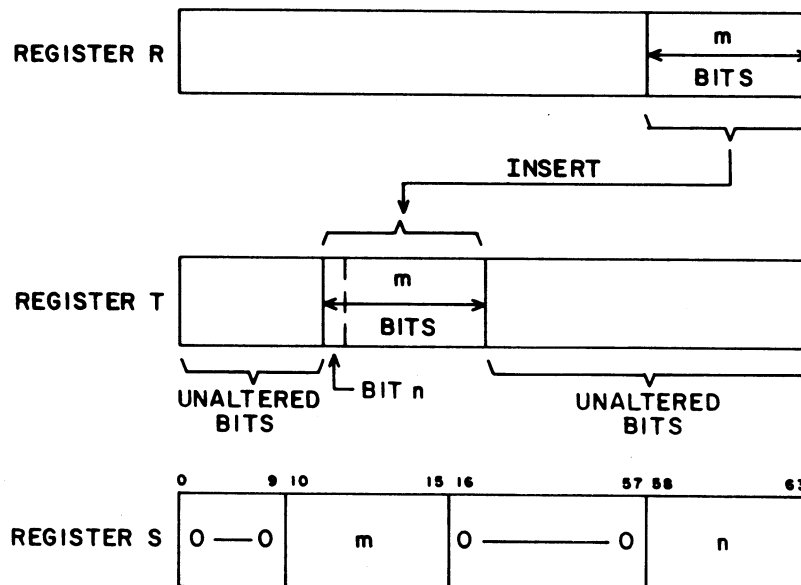 REGISTER R
m
BITS
INSERT
REGISTER T
m
BITS
BIT n
UNALTERED
BITS
UNALTERED
BITS
0 9 10 15 16 57 58 63
REGISTER S
0 0 m 0 0 n